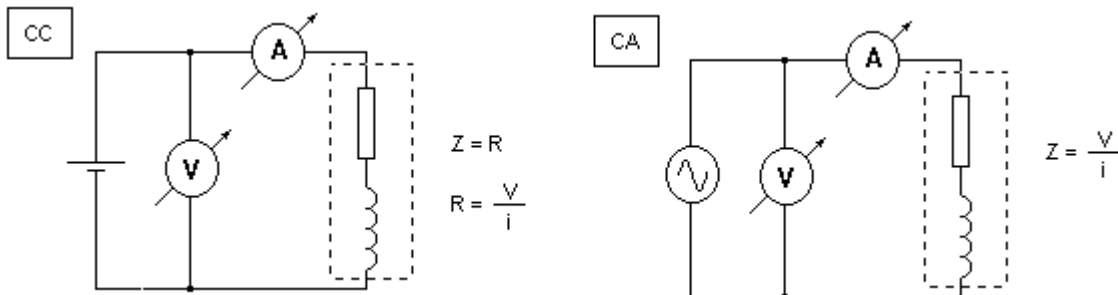 CC
A
V
Z = R
R = V / i
CA
A
V
Z = V / i